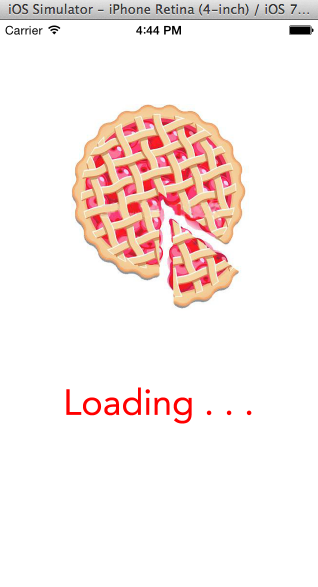 iOS Simulator - iPhone Retina (4-inch) / iOS 7...
Carrier 4:44 PM
Loading . . .